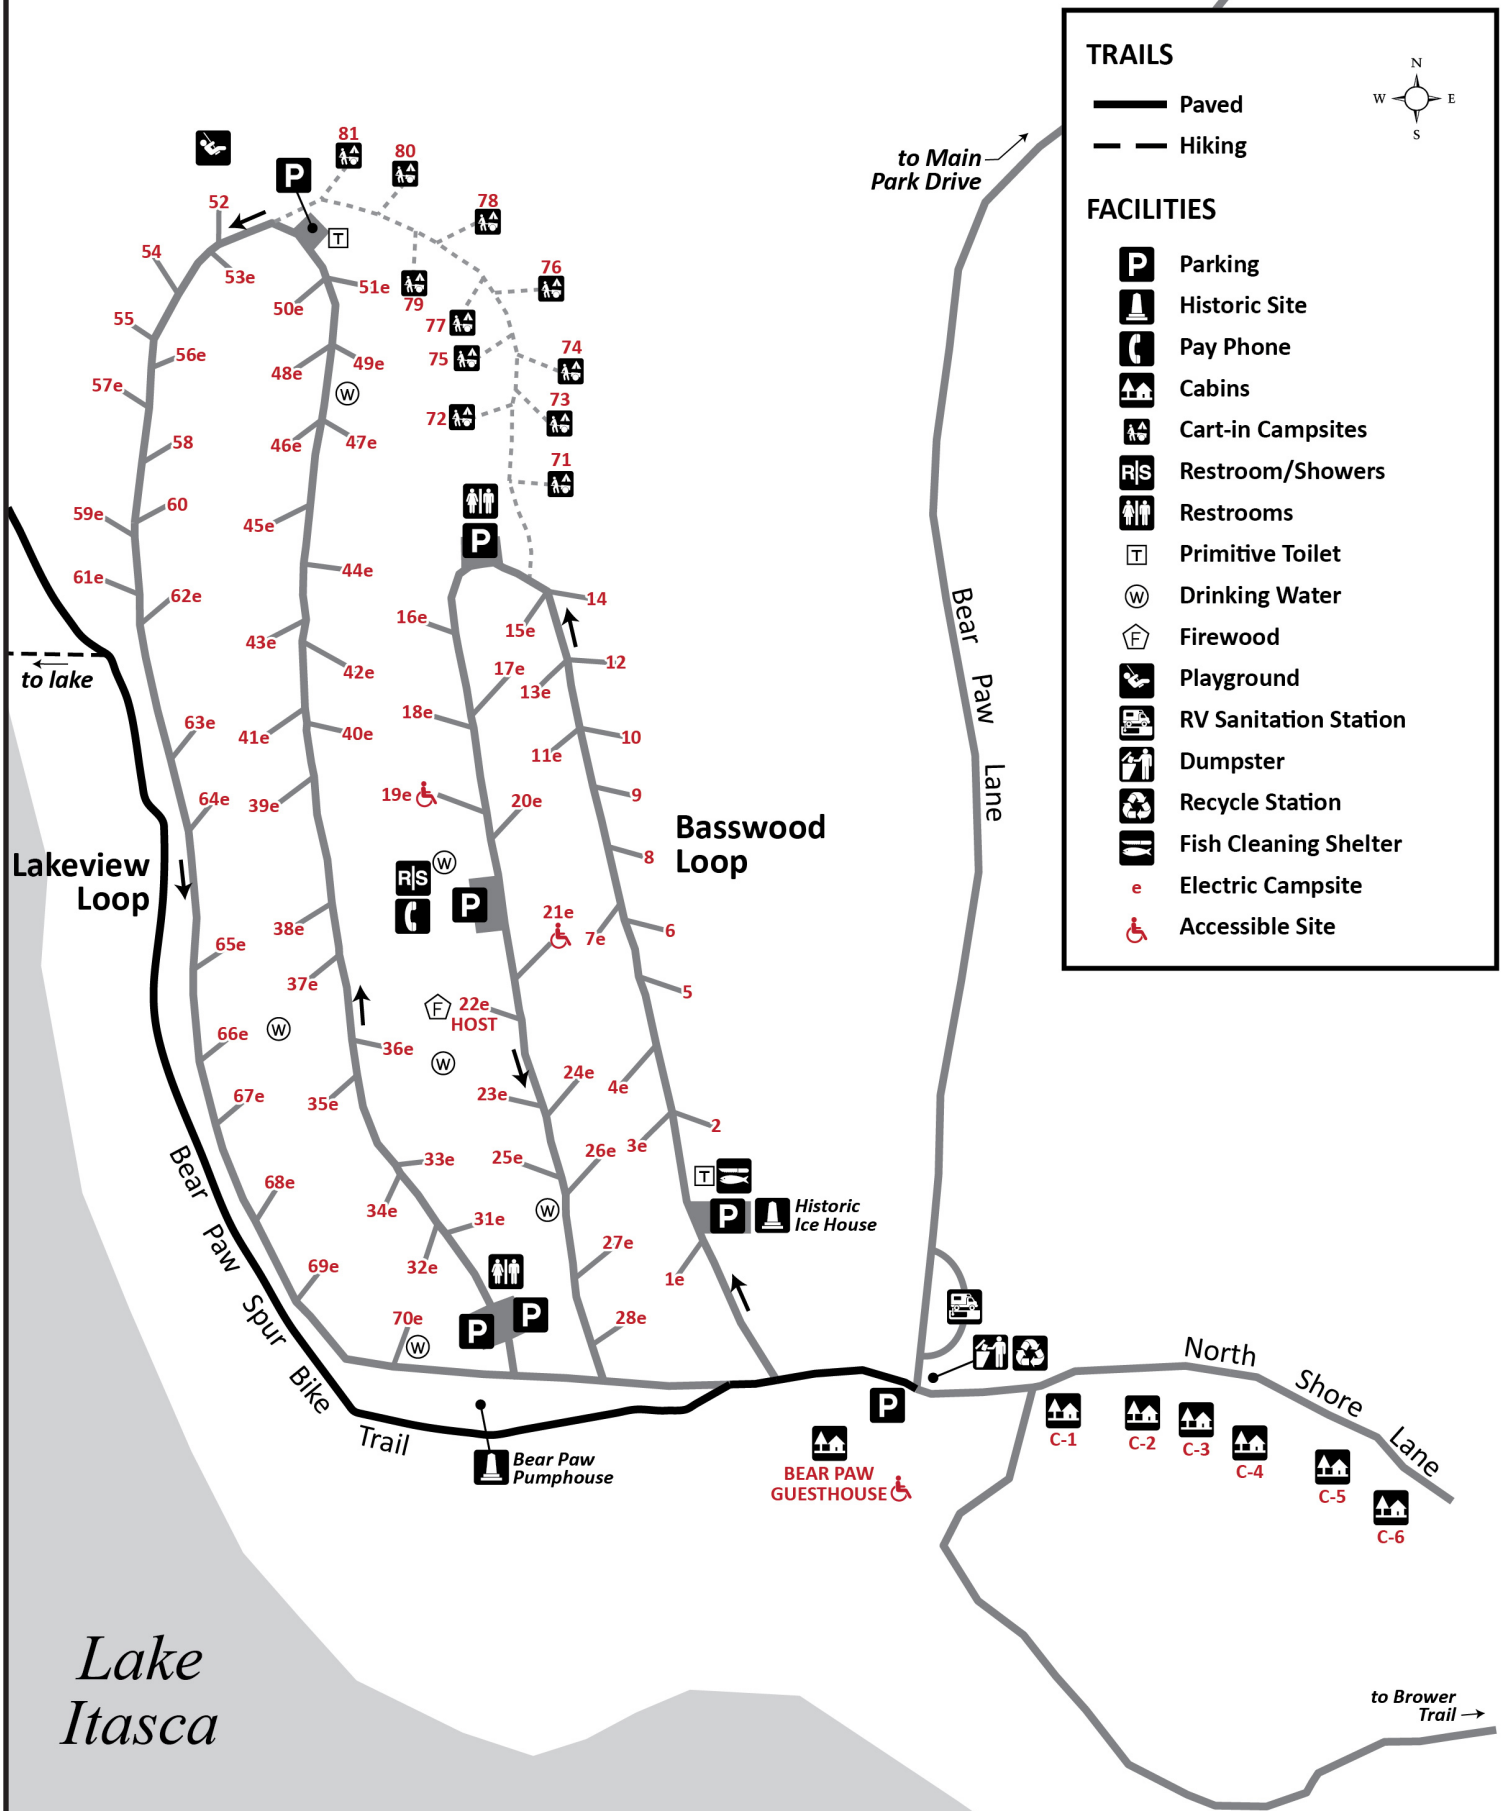 TRAILS
Paved
Hiking
N
W
E
S
FACILITIES
P
Parking
Historic Site
Pay Phone
Cabins
Cart-in Campsites
R|S
Restroom/Showers
Restrooms
T
Primitive Toilet
W
Drinking Water
F
Firewood
Playground
RV Sanitation Station
Dumpster
Recycle Station
Fish Cleaning Shelter
e
Electric Campsite
Accessible Site
to Main
Park Drive
81
80
P
52
78
T
54
53e
76
51e
50e
79
55
77
56e
75
74
49e
48e
57e
W
73
72
58
46e
47e
71
60
59e
45e
P
44e
61e
62e
14
16e
15e
43e
12
17e
42e
13e
to lake
18e
63e
41e
40e
10
11e
19e
64e
39e
20e
9
Basswood
Loop
8
Lakeview
Loop
W
R|S
P
21e
38e
7e
6
65e
37e
5
22e
HOST
F
66e
W
36e
W
24e
4e
23e
67e
35e
2
3e
26e
25e
33e
T
68e
34e
W
31e
P
Historic
Ice House
27e
32e
69e
1e
28e
70e
P
P
W
Bear Paw Lane
Bear Paw Spur Bike Trail
Bear Paw
Pumphouse
P
BEAR PAW
GUESTHOUSE
North Shore Lane
C-1
C-2
C-3
C-4
C-5
C-6
Lake
Itasca
to Brower
Trail